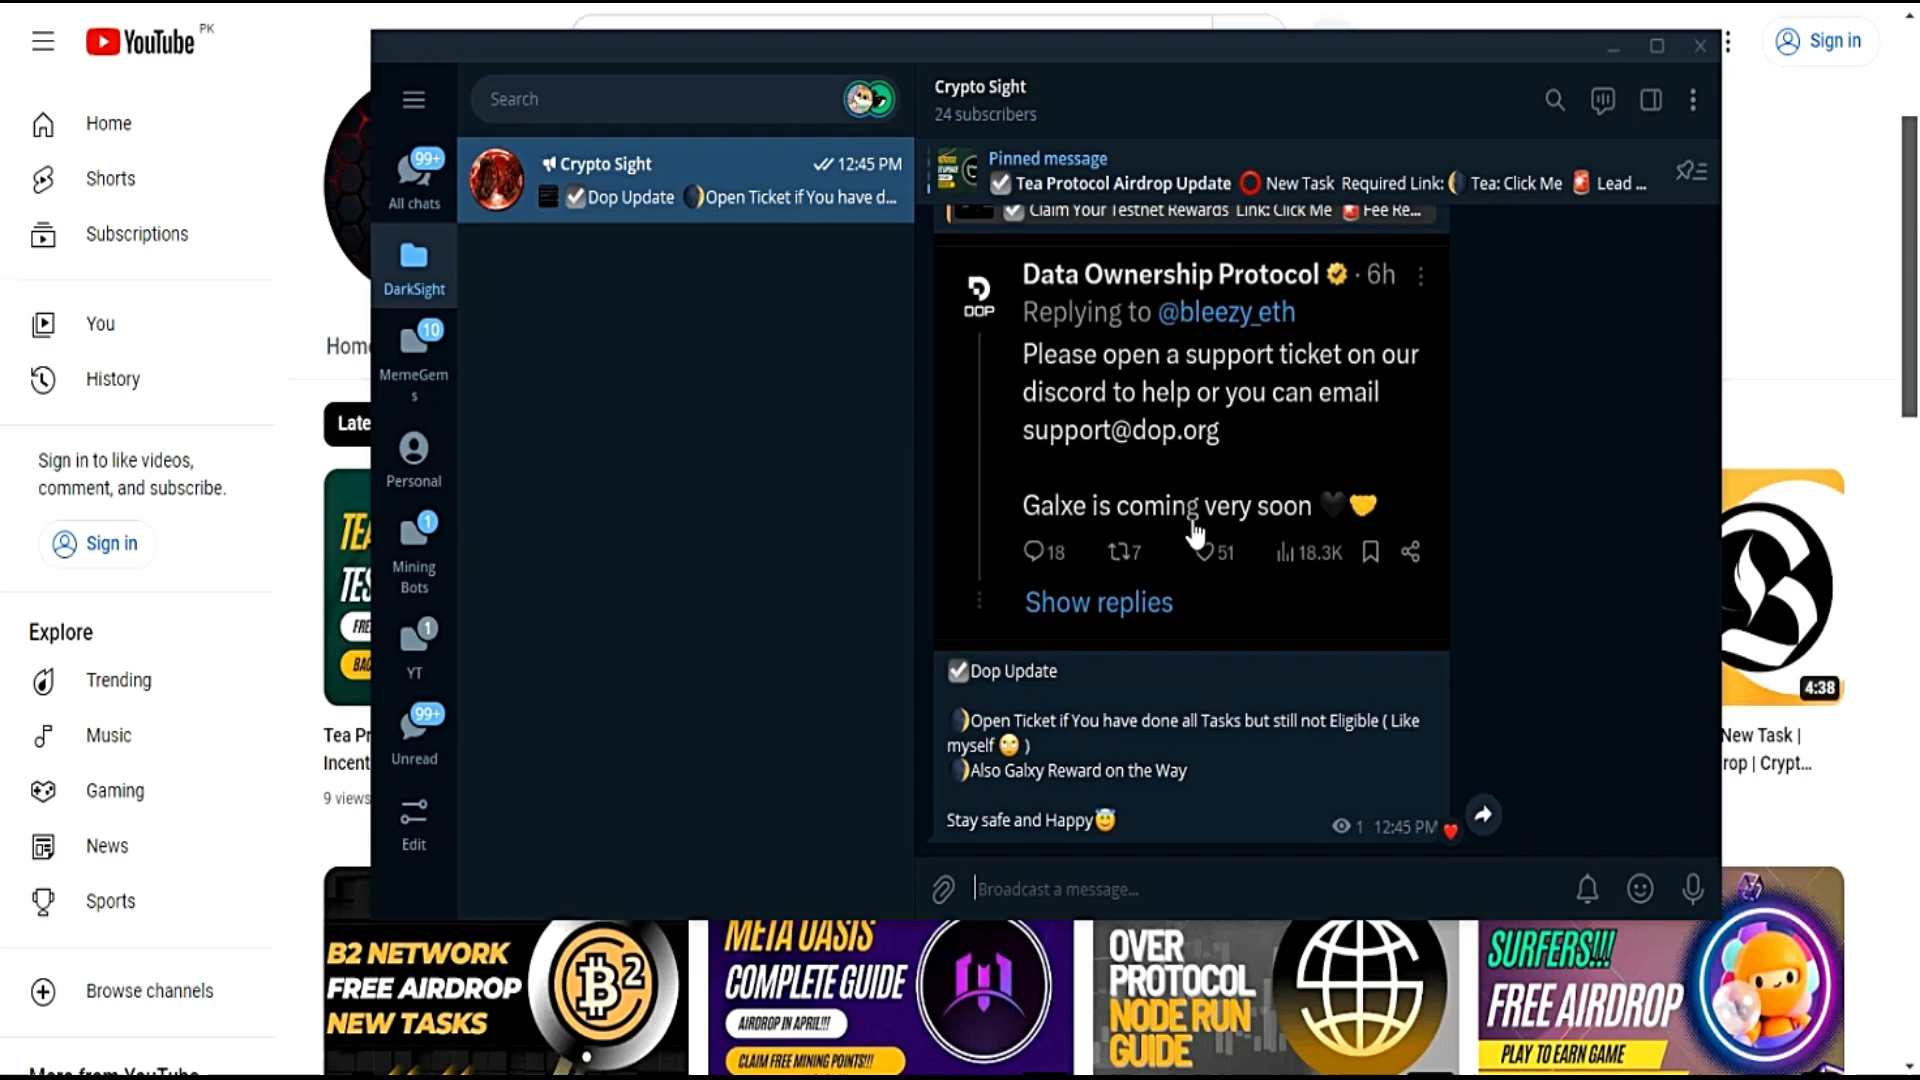 YouTube PK
Sign in
Home
Shorts
Subscriptions
You
History
Sign in to like videos,
comment, and subscribe.
Sign in
Explore
Trending
Music
Gaming
News
Sports
Browse channels
More from YouTube
Home
Late
TEA
TES
FRE
BAC
Tea Pr
Incent
9 views
Search
All chats
99+
DarkSight
10
MemeGem
s
Personal
1
Mining
Bots
1
YT
99+
Unread
Edit
Crypto Sight
12:45 PM
Dop Update 🌒Open Ticket if You have d...
Crypto Sight
24 subscribers
Pinned message
☑️Tea Protocol Airdrop Update ⭕ New Task Required Link: 🌒 Tea: Click Me 🚨 Lead ...
☑️ Claim Your Testnet Rewards Link: Click Me 🚨 Fee Re...
DOP
Data Ownership Protocol · 6h
Replying to @bleezy_eth
Please open a support ticket on our
discord to help or you can email
support@dop.org
Galxe is coming very soon 🖤🤝
18 7 51 18.3K
Show replies
☑️Dop Update
🌒Open Ticket if You have done all Tasks but still not Eligible ( Like
myself 🙄 )
🌒Also Galxy Reward on the Way
Stay safe and Happy😇
1 12:45 PM
Broadcast a message...
4:38
New Task |
rop | Crypt...
B2 NETWORK
FREE AIRDROP
NEW TASKS
META OASIS
COMPLETE GUIDE
AIRDROP IN APRIL!!!
CLAIM FREE MINING POINTS!!!
OVER
PROTOCOL
NODE RUN
GUIDE
SURFERS!!!
FREE AIRDROP
PLAY TO EARN GAME